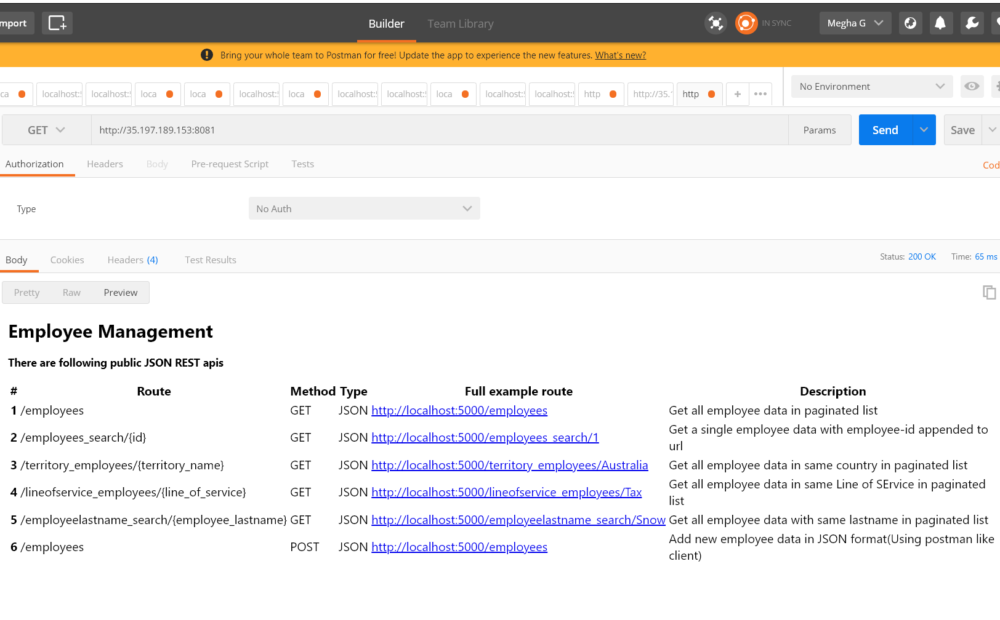 mport
Builder
Team Library
IN SYNC
Megha G
Bring your whole team to Postman for free! Update the app to experience the new features. What's new?
ca
localhost:
localhost:
loca
loca
localhost:
loca
localhost:
localhost:
loca
localhost:
localhost:
http
http://35.
http
+
No Environment
GET
http://35.197.189.153:8081
Params
Send
Save
Authorization
Headers
Body
Pre-request Script
Tests
Cod
Type
No Auth
Body
Cookies
Headers (4)
Test Results
Status: 200 OK
Time: 65 ms
Pretty
Raw
Preview
Employee Management
There are following public JSON REST apis
# Route Method Type Full example route Description
1 /employees GET JSON http://localhost:5000/employees Get all employee data in paginated list
2 /employees_search/{id} GET JSON http://localhost:5000/employees_search/1 Get a single employee data with employee-id appended to
url
3 /territory_employees/{territory_name} GET JSON http://localhost:5000/territory_employees/Australia Get all employee data in same country in paginated list
4 /lineofservice_employees/{line_of_service} GET JSON http://localhost:5000/lineofservice_employees/Tax Get all employee data in same Line of SErvice in paginated
list
5 /employeelastname_search/{employee_lastname} GET JSON http://localhost:5000/employeelastname_search/Snow Get all employee data with same lastname in paginated list
6 /employees POST JSON http://localhost:5000/employees Add new employee data in JSON format(Using postman like
client)